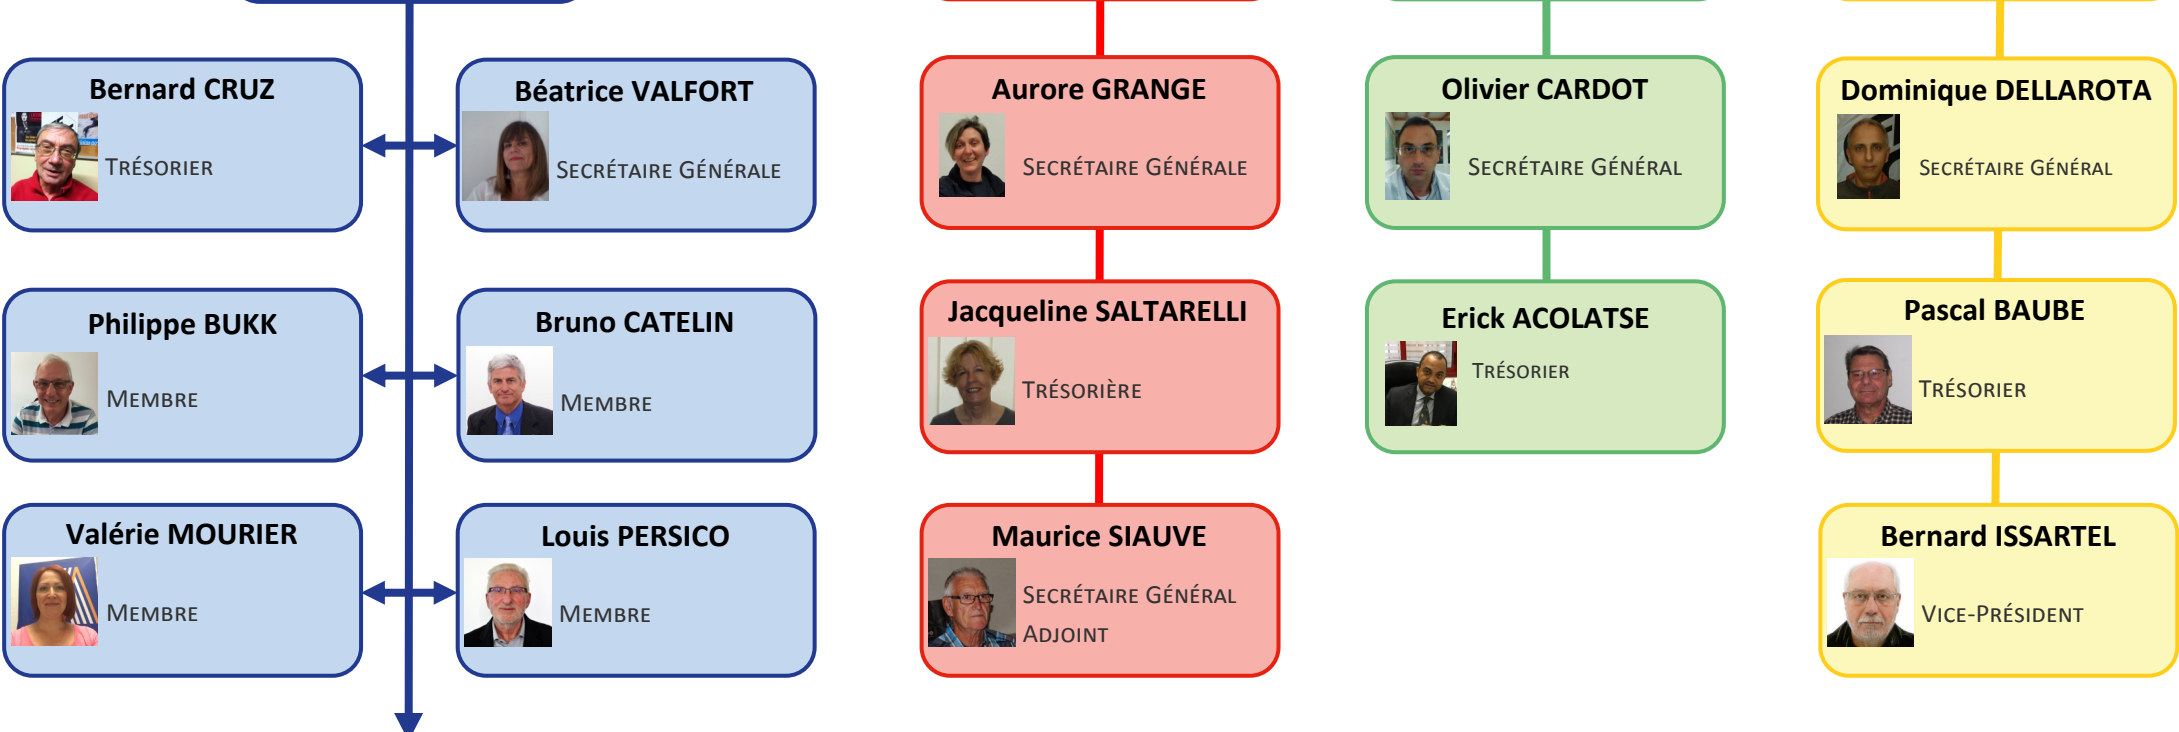 Bernard CRUZ
TRÉSORIER
Béatrice VALFORT
SECRÉTAIRE GÉNÉRALE
Aurore GRANGE
SECRÉTAIRE GÉNÉRALE
Olivier CARDOT
SECRÉTAIRE GÉNÉRAL
Dominique DELLAROTA
SECRÉTAIRE GÉNÉRAL
Philippe BUKK
MEMBRE
Bruno CATELIN
MEMBRE
Jacqueline SALTARELLI
TRÉSORIÈRE
Erick ACOLATSE
TRÉSORIER
Pascal BAUBE
TRÉSORIER
Valérie MOURIER
MEMBRE
Louis PERSICO
MEMBRE
Maurice SIAUVE
SECRÉTAIRE GÉNÉRAL
ADJOINT
Bernard ISSARTEL
VICE-PRÉSIDENT